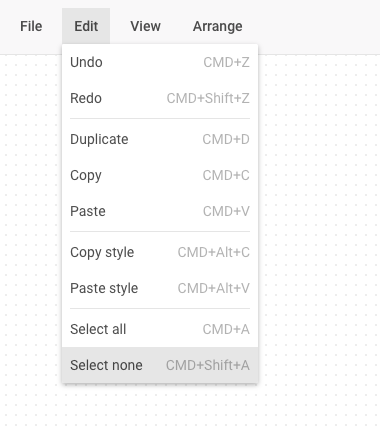 File Edit View Arrange
Undo CMD+Z
Redo CMD+Shift+Z
Duplicate CMD+D
Copy CMD+C
Paste CMD+V
Copy style CMD+Alt+C
Paste style CMD+Alt+V
Select all CMD+A
Select none CMD+Shift+A